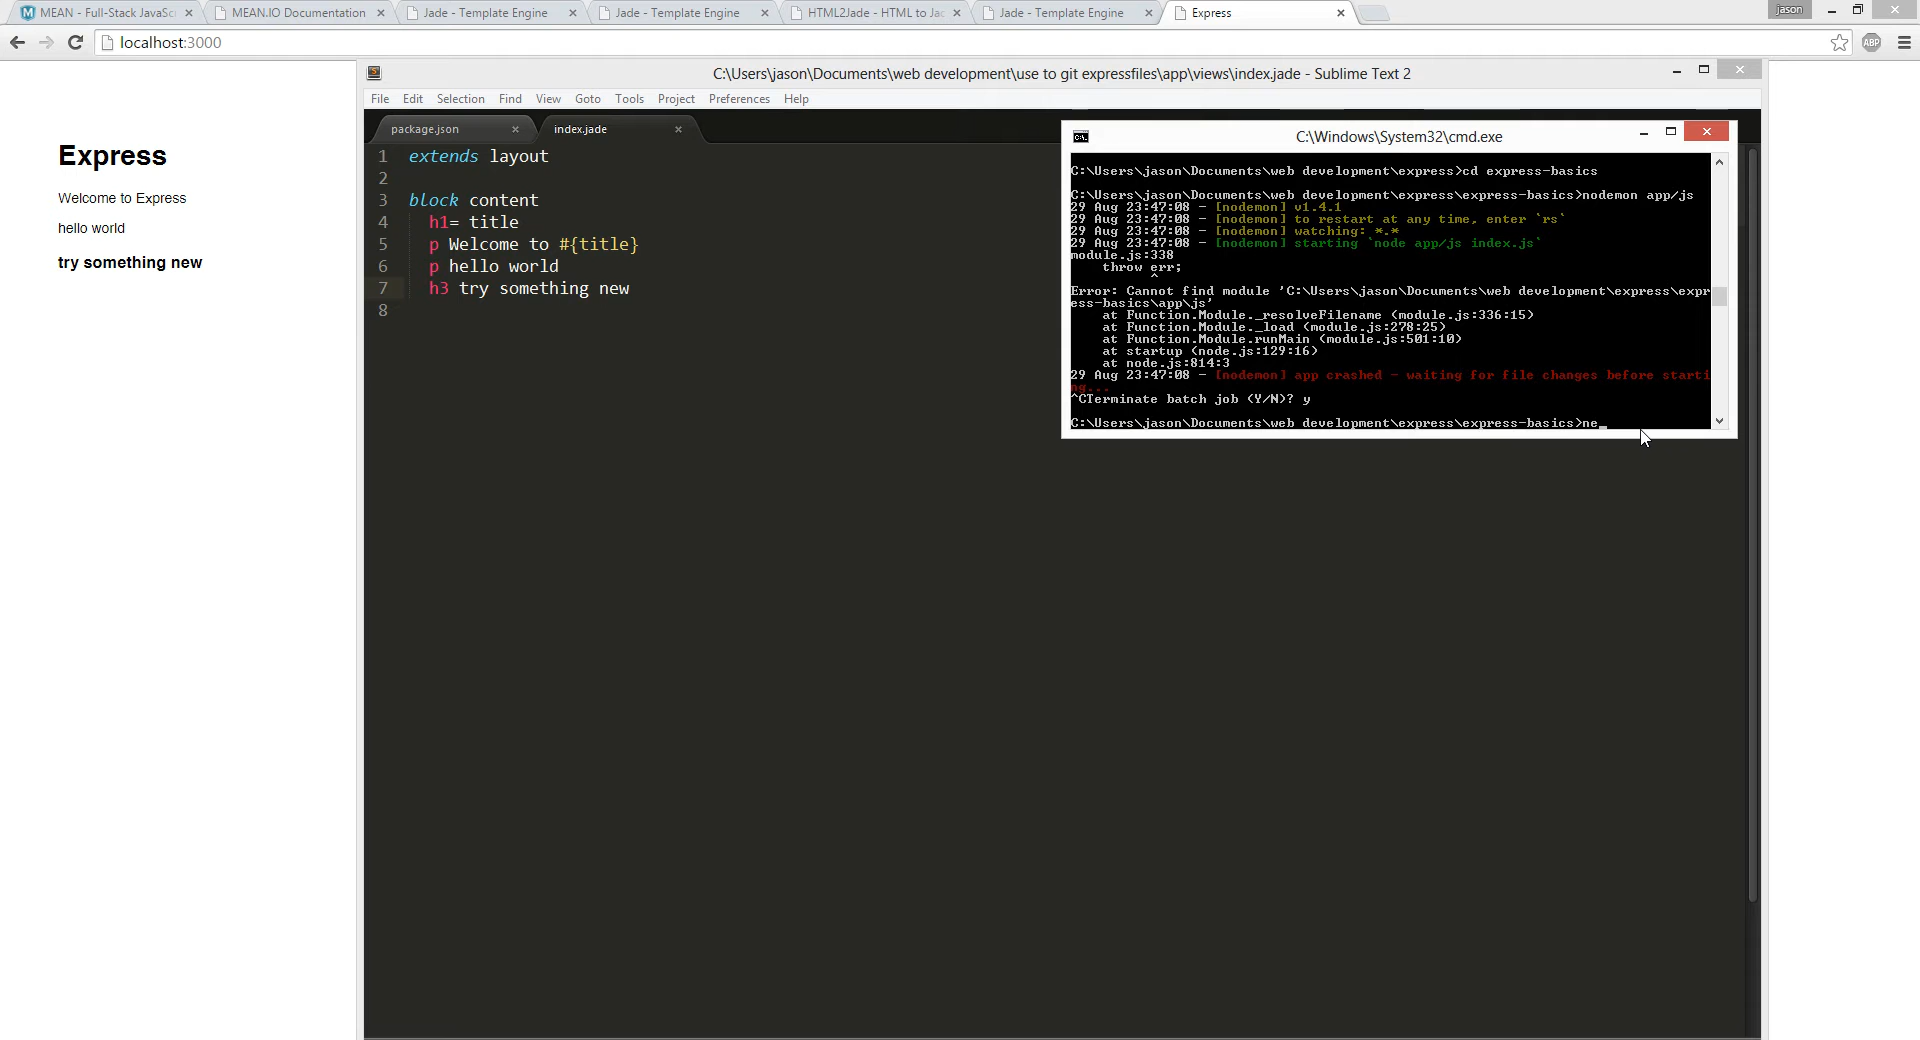 MEAN - Full-Stack JavaScr
MEAN.IO Documentation
Jade - Template Engine
Jade - Template Engine
HTML2Jade - HTML to Jac
Jade - Template Engine
Express
jason
localhost:3000
ABP
C:\Users\jason\Documents\web development\use to git expressfiles\app\views\index.jade - Sublime Text 2
File Edit Selection Find View Goto Tools Project Preferences Help
package.json
index.jade
Express
Welcome to Express
hello world
try something new
1 extends layout
2
3 block content
4 h1= title
5 p Welcome to #{title}
6 p hello world
7 h3 try something new
8
C:\Windows\System32\cmd.exe
C:\Users\jason\Documents\web development\express>cd express-basics
C:\Users\jason\Documents\web development\express\express-basics>nodemon app/js
29 Aug 23:47:08 - [nodemon] v1.4.1
29 Aug 23:47:08 - [nodemon] to restart at any time, enter `rs`
29 Aug 23:47:08 - [nodemon] watching: *.*
29 Aug 23:47:08 - [nodemon] starting `node app/js index.js`
module.js:338
throw err;
^
Error: Cannot find module 'C:\Users\jason\Documents\web development\express\expr
ess-basics\app\js'
at Function.Module._resolveFilename (module.js:336:15)
at Function.Module._load (module.js:278:25)
at Function.Module.runMain (module.js:501:10)
at startup (node.js:129:16)
at node.js:814:3
29 Aug 23:47:08 - [nodemon] app crashed - waiting for file changes before starti
ng...
^CTerminate batch job (Y/N)? y
C:\Users\jason\Documents\web development\express\express-basics>ne_